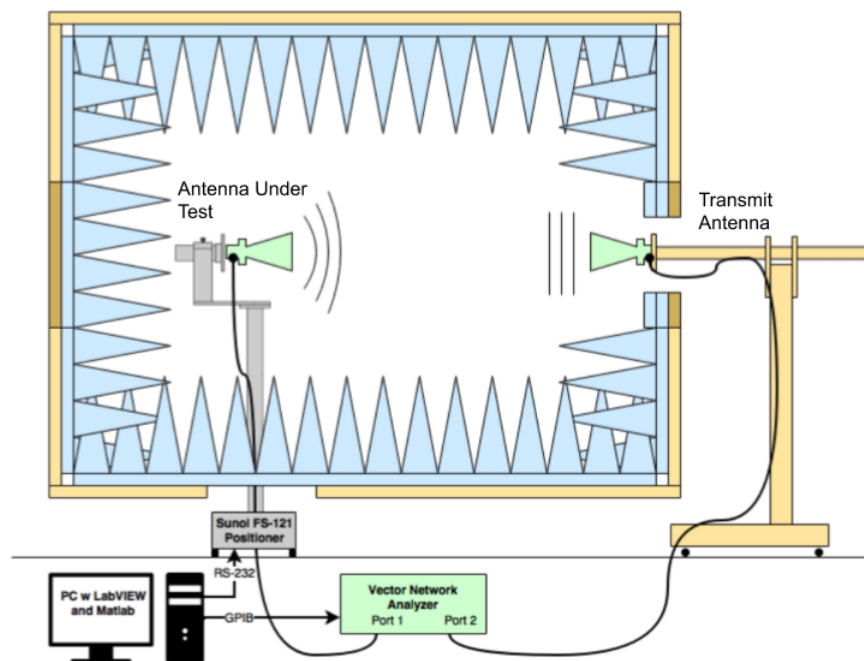 Antenna Under
Test
Transmit
Antenna
Sunol FS-121
Positioner
RS-232
PC w LabVIEW
and Matlab
GPIB
Vector Network
Analyzer
Port 1
Port 2